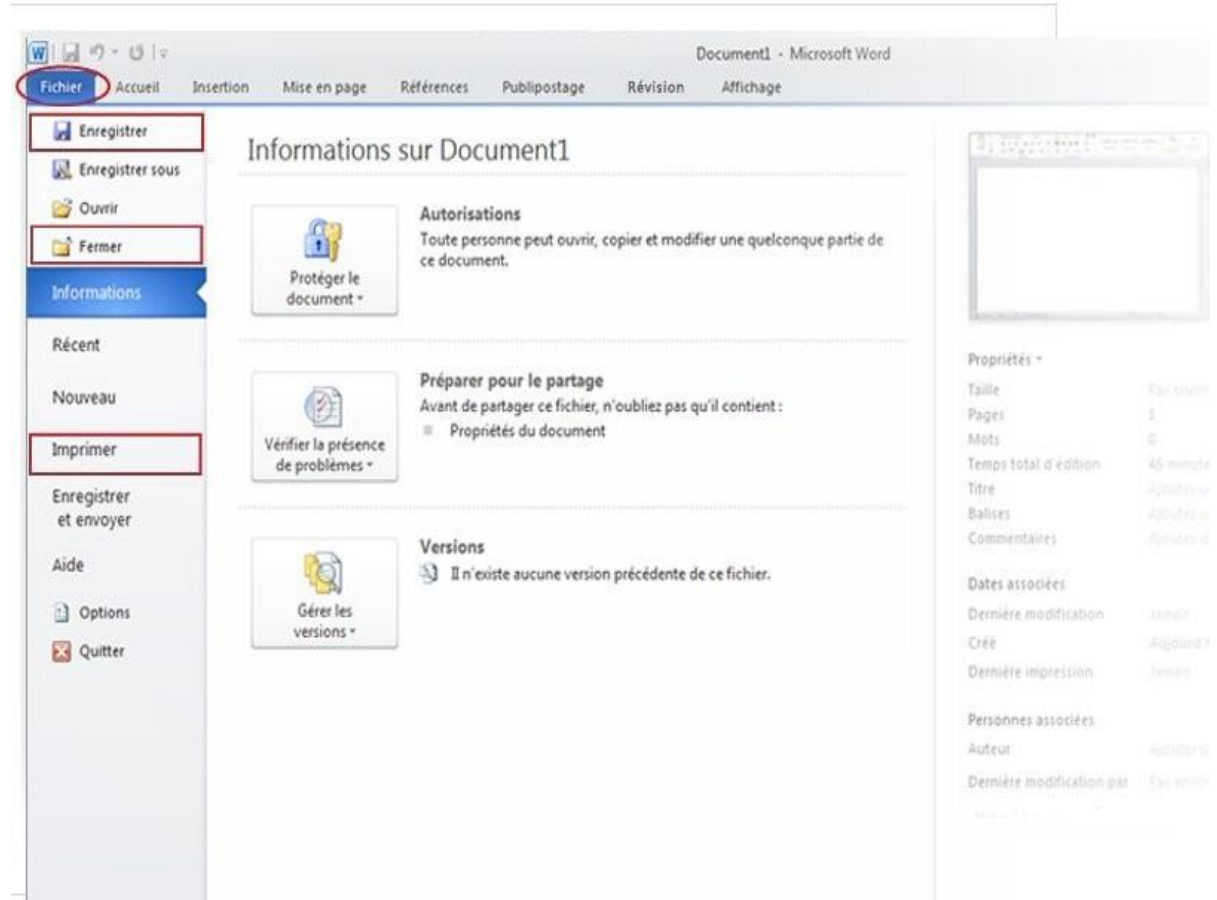 Document1 - Microsoft Word
Fichier Accueil Insertion Mise en page Références Publipostage Révision Affichage
Enregistrer
Enregistrer sous
Ouvrir
Fermer
Informations
Récent
Nouveau
Imprimer
Enregistrer
et envoyer
Aide
Options
Quitter
Informations sur Document1
Protéger le
document
Autorisations
Toute personne peut ouvrir, copier et modifier une quelconque partie de
ce document.
Vérifier la présence
de problèmes
Préparer pour le partage
Avant de partager ce fichier, n'oubliez pas qu'il contient :
Propriétés du document
Gérer les
versions
Versions
Il n'existe aucune version précédente de ce fichier.
Propriétés
Taille
Pages 1
Mots 0
Temps total d'édition 46 minute
Titre
Balises
Commentaires
Dates associées
Dernière modification Jamais
Créé
Dernière impression Jamais
Personnes associées
Auteur
Dernière modification par